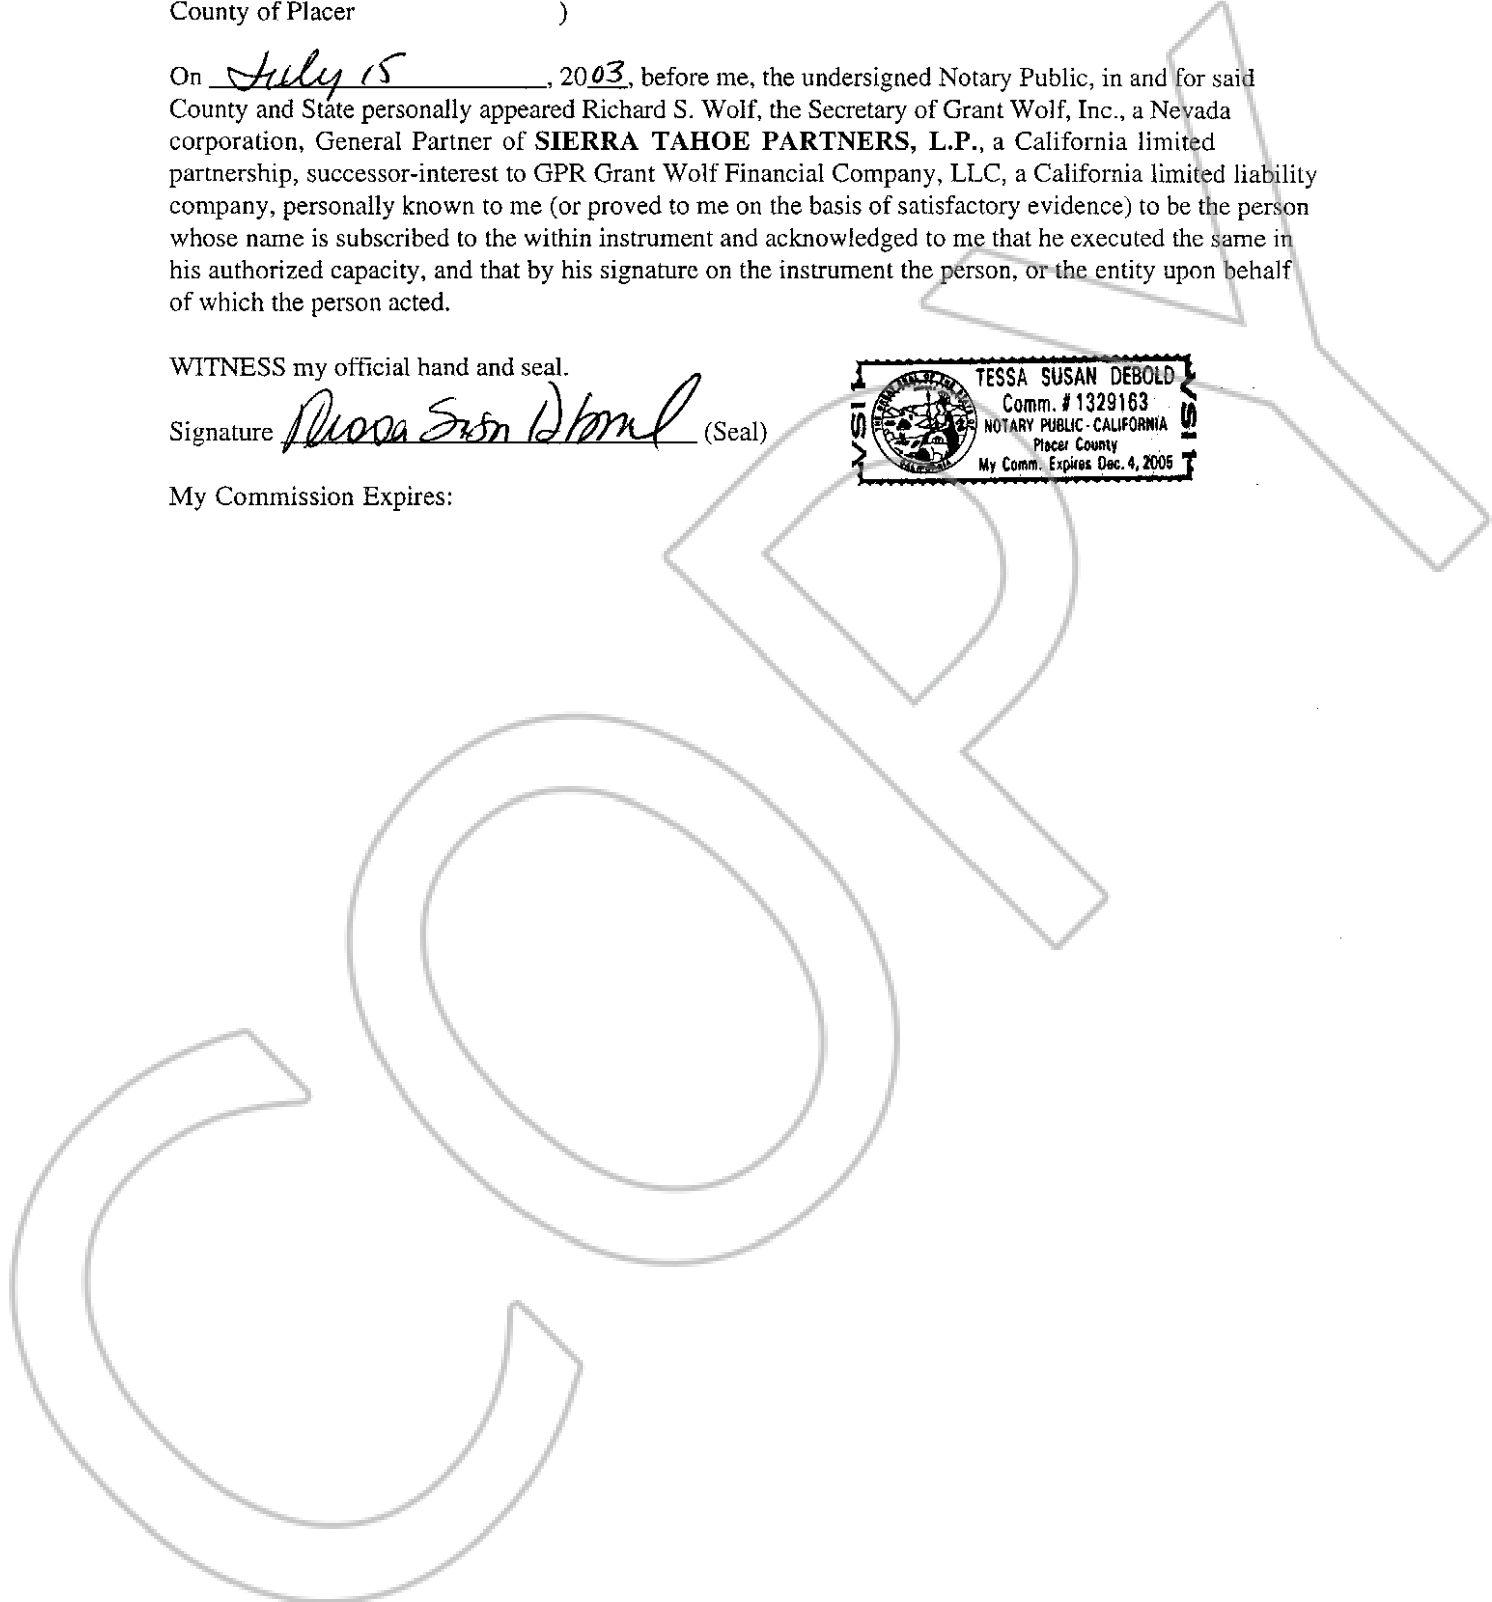 County of Placer )
On July 15, 2003, before me, the undersigned Notary Public, in and for said
County and State personally appeared Richard S. Wolf, the Secretary of Grant Wolf, Inc., a Nevada
corporation, General Partner of SIERRA TAHOE PARTNERS, L.P., a California limited
partnership, successor-interest to GPR Grant Wolf Financial Company, LLC, a California limited liability
company, personally known to me (or proved to me on the basis of satisfactory evidence) to be the person
whose name is subscribed to the within instrument and acknowledged to me that he executed the same in
his authorized capacity, and that by his signature on the instrument the person, or the entity upon behalf
of which the person acted.
WITNESS my official hand and seal.
Signature Tessa Susan Debold (Seal)
My Commission Expires:
VSI 1
TESSA SUSAN DEBOLD
Comm. # 1329163
NOTARY PUBLIC - CALIFORNIA
Placer County
My Comm. Expires Dec. 4, 2005
VSI 1
COPY